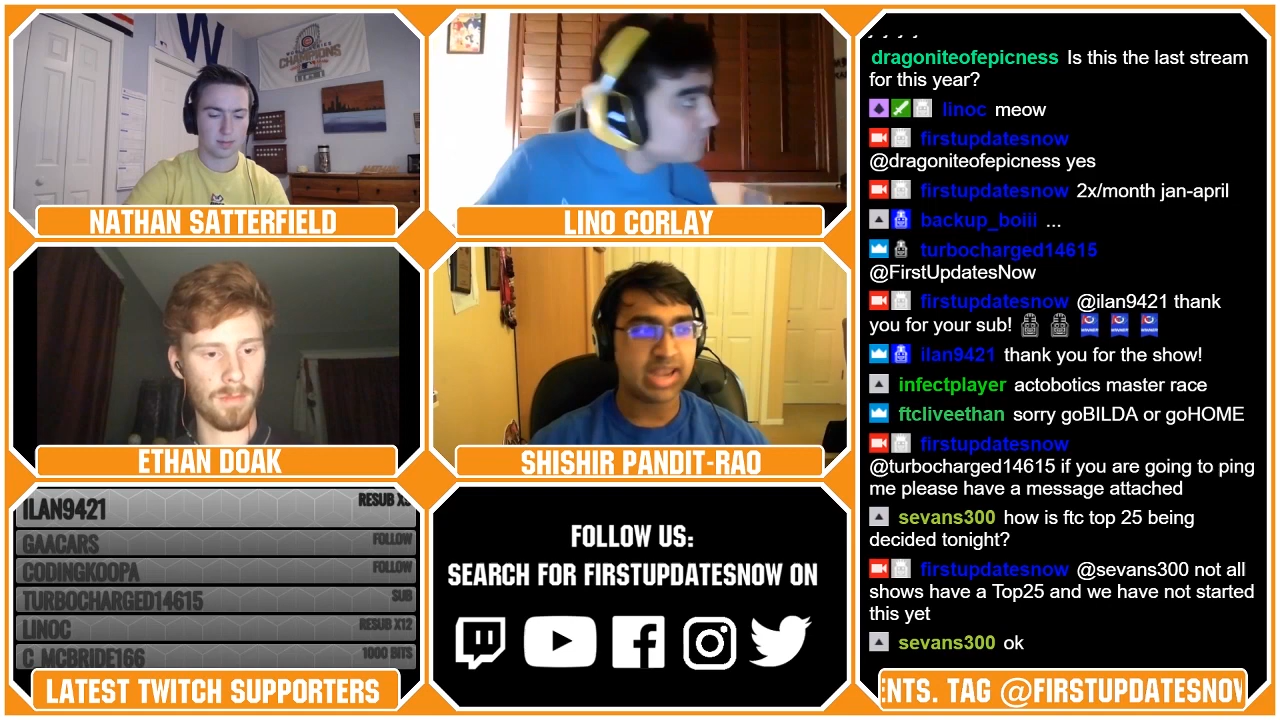 W
CHAMPIONS
NATHAN SATTERFIELD
LINO CORLAY
ETHAN DOAK
SHISHIR PANDIT-RAO
ILAN9421
GAACARS
FOLLOW
CODINGKOOPA
FOLLOW
TURBOCHARGED14615
SUB
LINOC
RESUB X12
C_MCBRIDE166
1000 BITS
LATEST TWITCH SUPPORTERS
FOLLOW US:
SEARCH FOR FIRSTUPDATESNOW ON
dragoniteofepicness Is this the last stream
for this year?
linoc meow
firstupdatesnow
@dragoniteofepicness yes
firstupdatesnow 2x/month jan-april
backup_boiii ...
turbocharged14615
@FirstUpdatesNow
firstupdatesnow @ilan9421 thank
you for your sub!
ilan9421 thank you for the show!
infectplayer actobotics master race
ftcliveethan sorry goBILDA or goHOME
firstupdatesnow
@turbocharged14615 if you are going to ping
me please have a message attached
sevans300 how is ftc top 25 being
decided tonight?
firstupdatesnow @sevans300 not all
shows have a Top25 and we have not started
this yet
sevans300 ok
ENTS. TAG @FIRSTUPDATESNOW